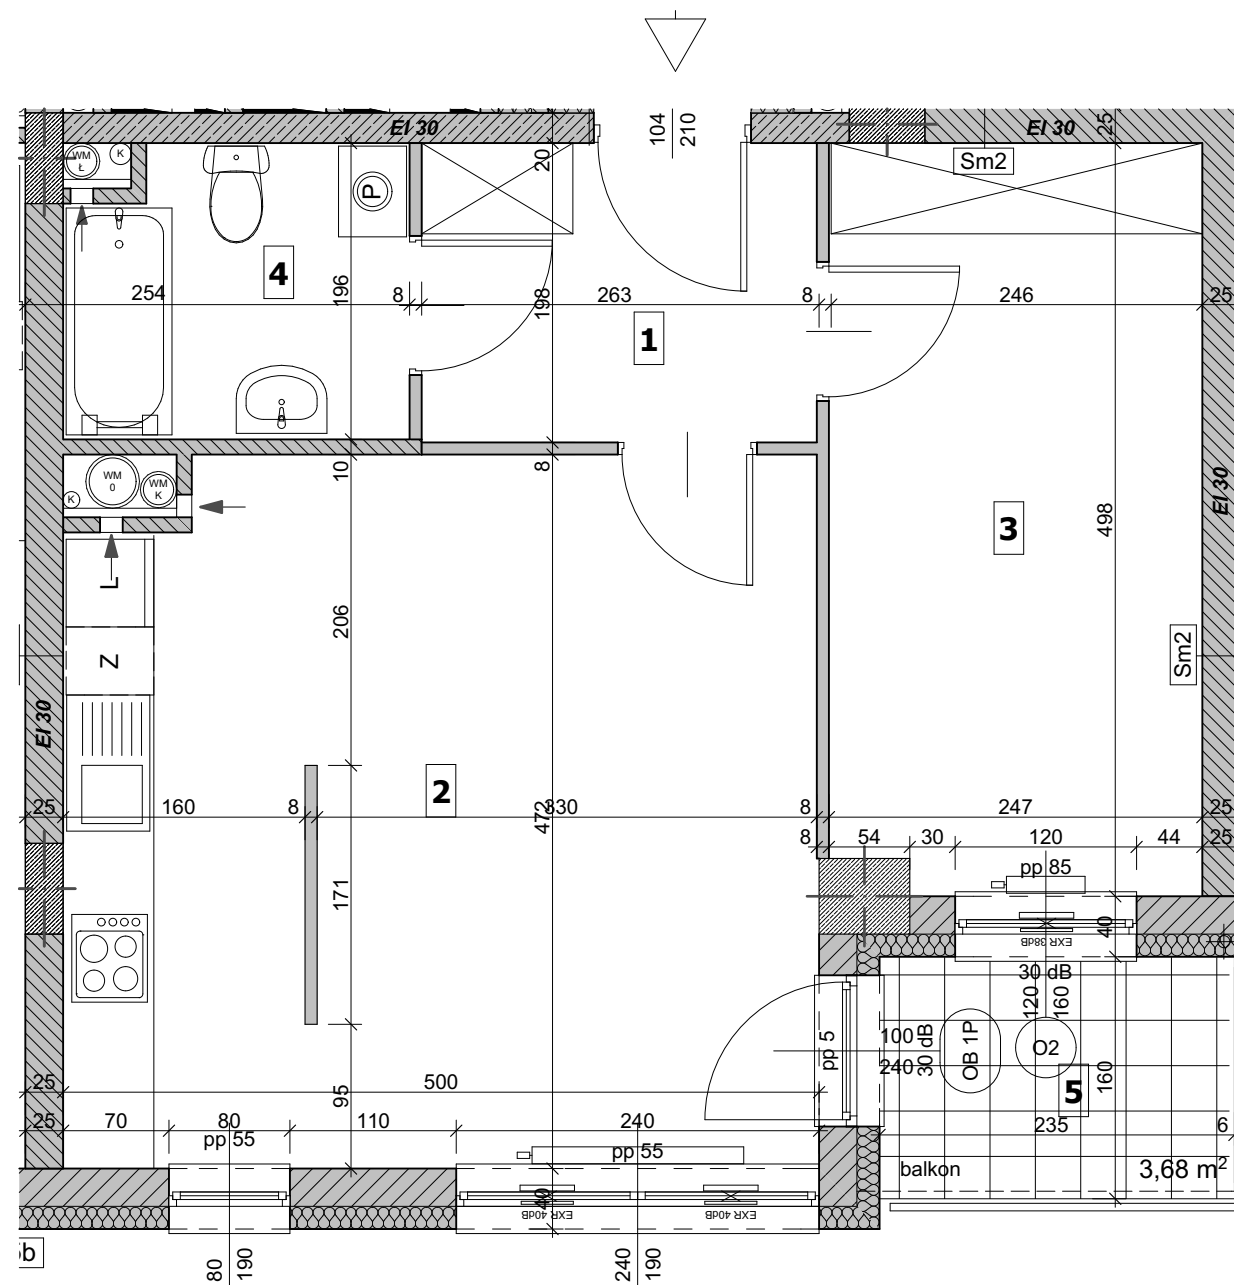 104
210
EI 30
EI 30
25
20
Sm2
WM
Ł
K
P
4
254
196
8
198
263
8
246
25
1
10
8
WM
0
WM
K
K
EI 30
498
3
L
206
Z
Sm2
EI 30
2
25
160
8
472
330
8
247
25
8
54
30
120
44
25
pp 85
171
40
EXR 38dB
30 dB
120
160
pp 5
100
240
30 dB
OB 1P
O2
5
160
25
500
95
25
70
80
110
240
235
6
pp 55
pp 55
balkon
3,68 m²
40
EXR 40dB
EXR 40dB
b
80
190
240
190